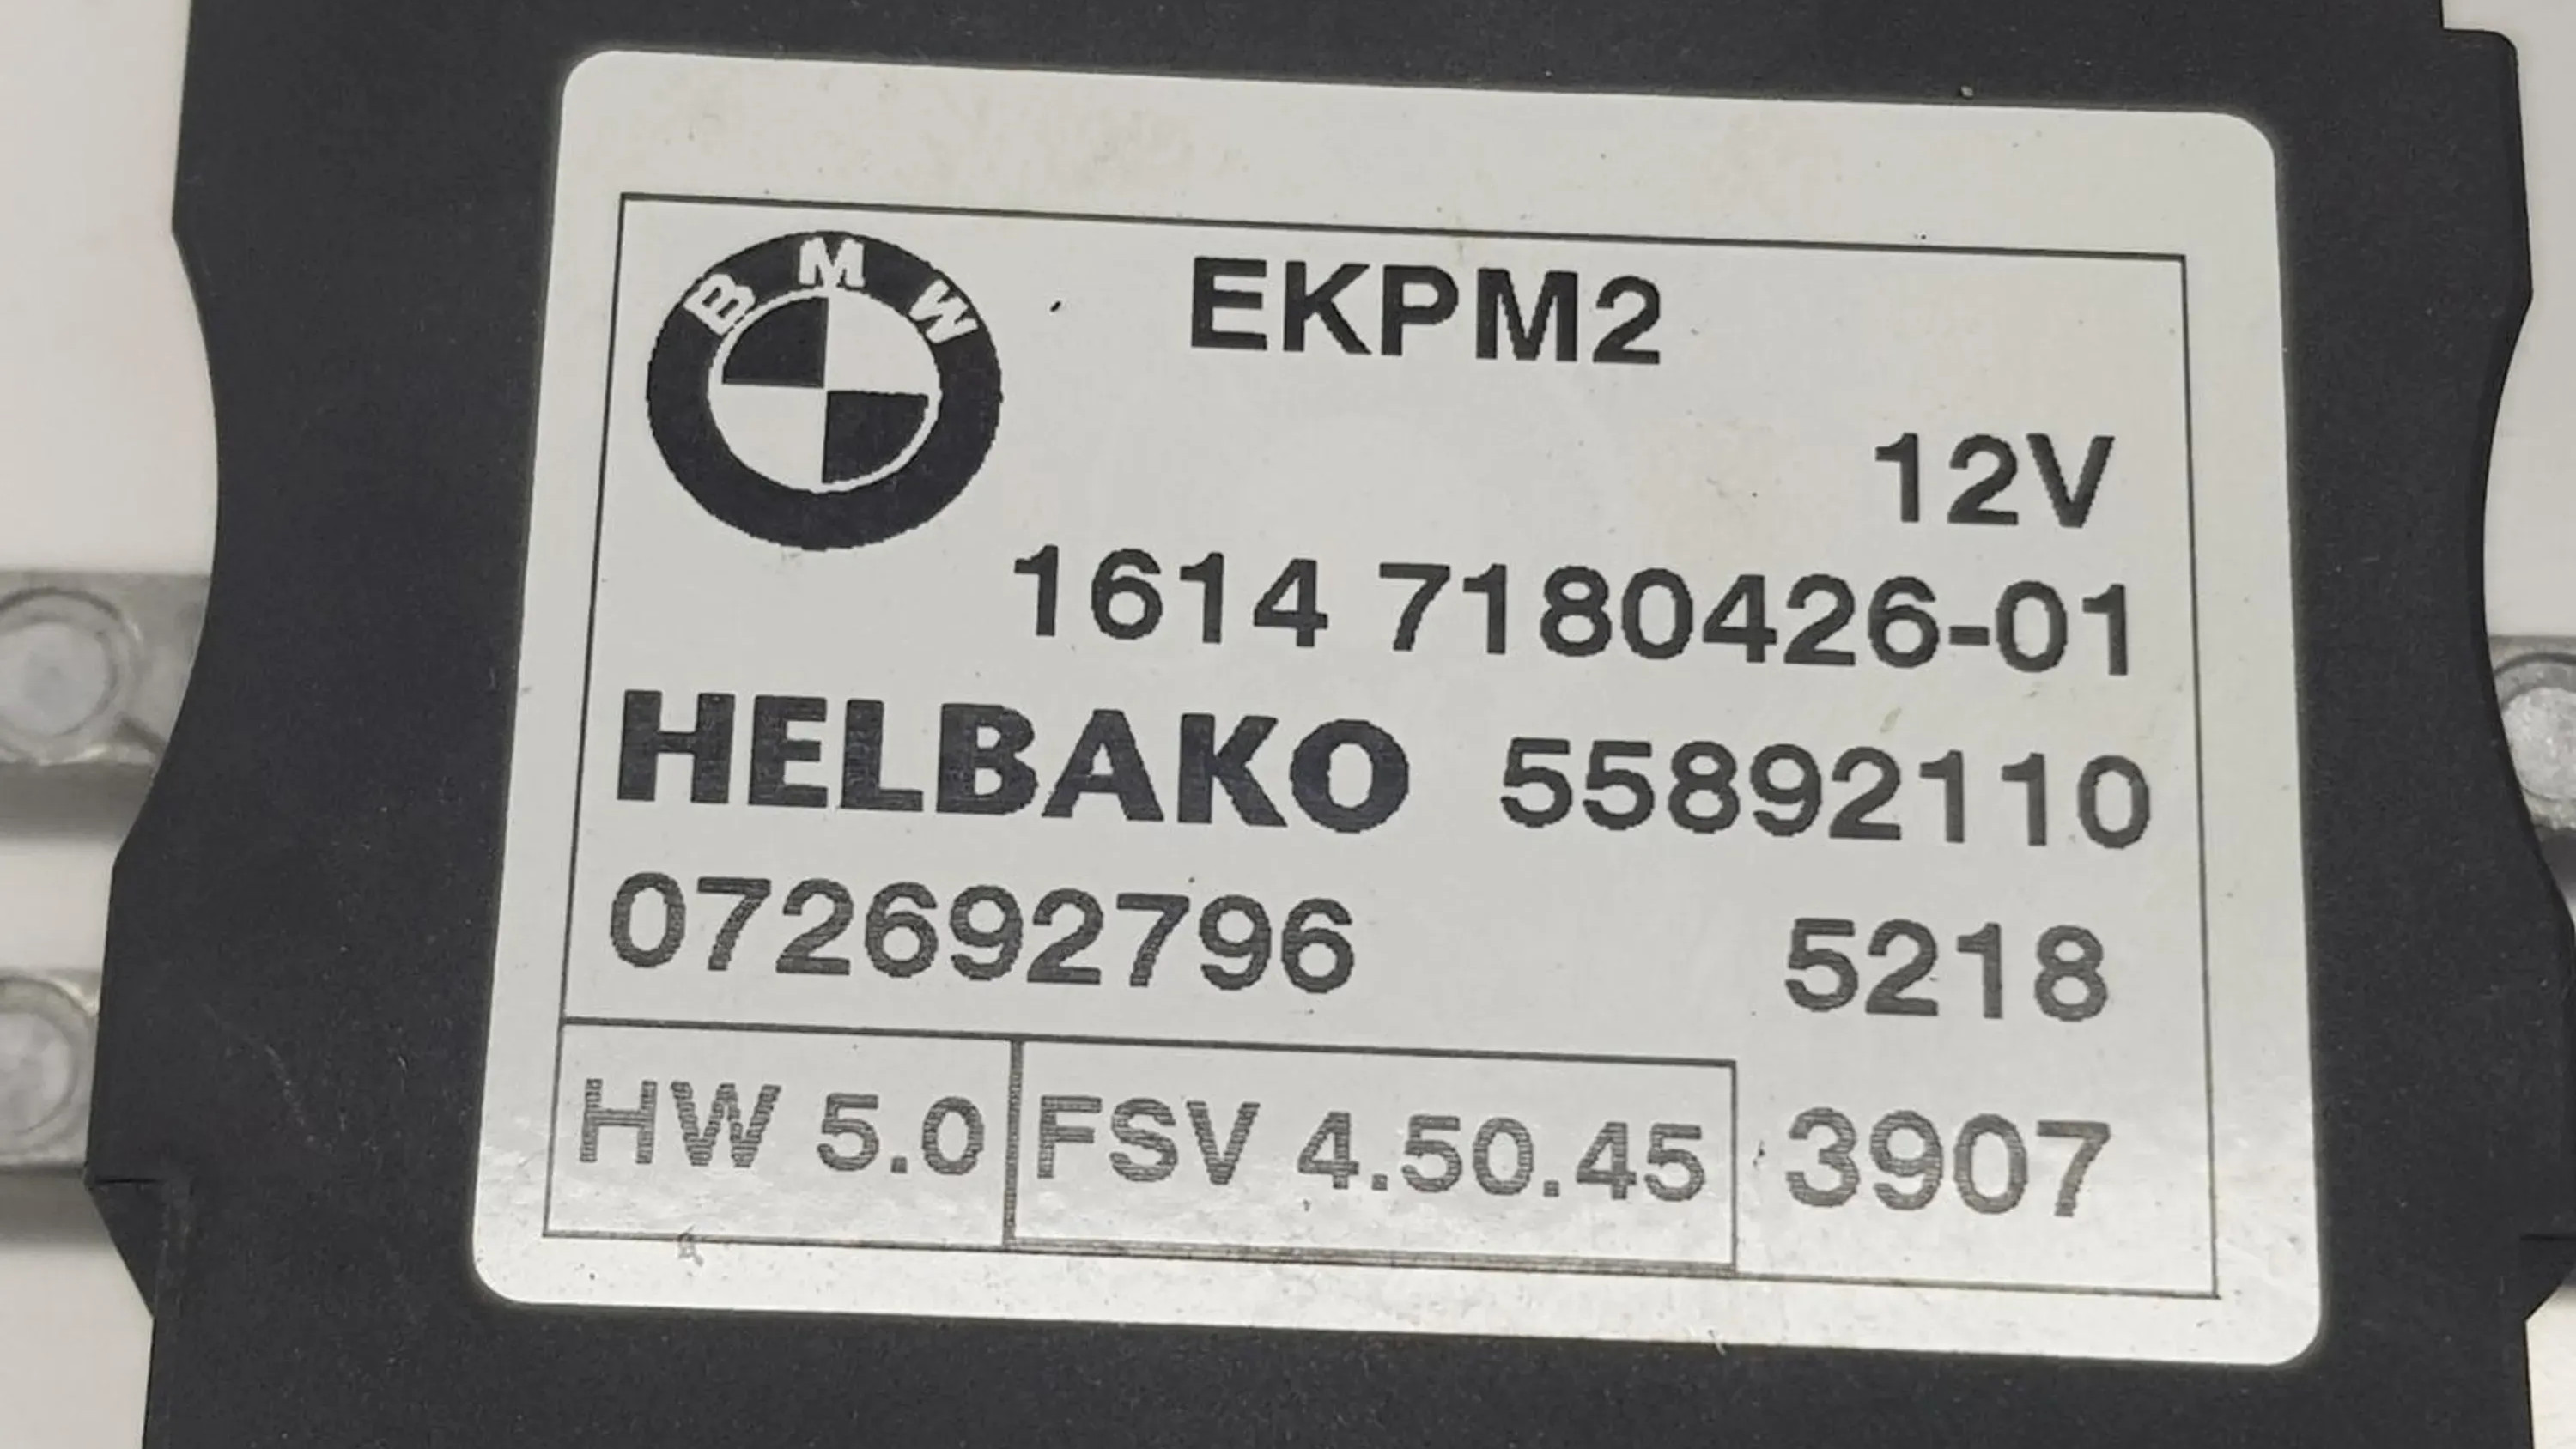 BMW
EKPM2
12V
1614 7180426-01
HELBAKO 55892110
072692796 5218
HW 5.0 FSV 4.50.45 3907